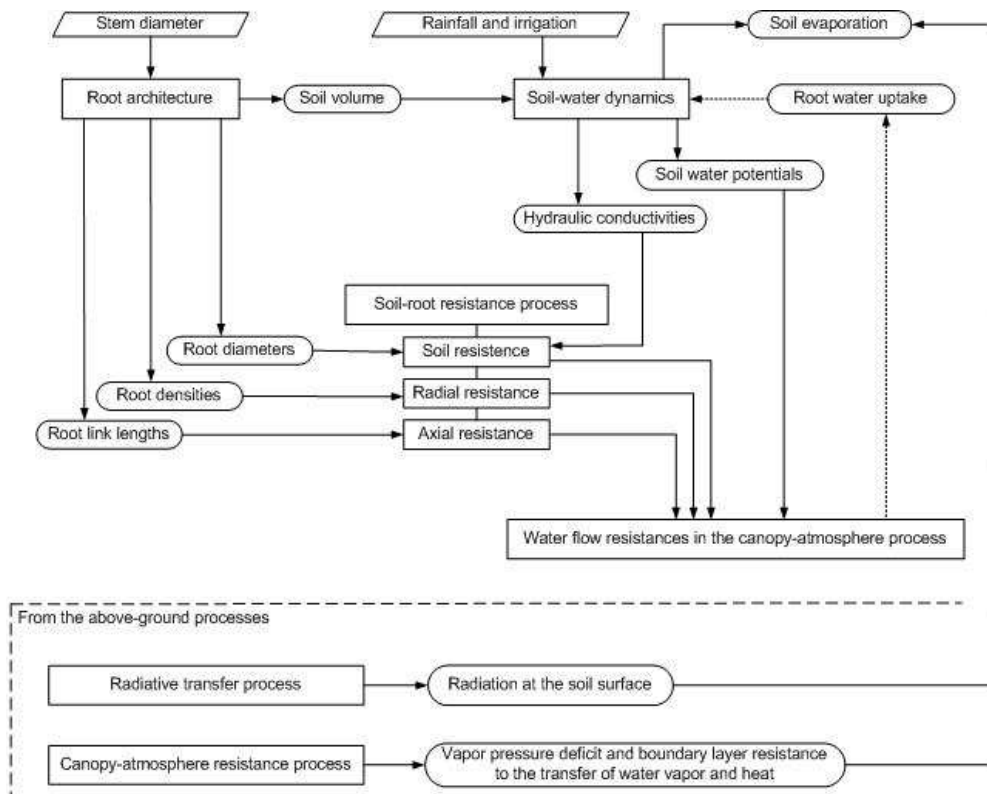 Stem diameter
Rainfall and irrigation
Soil evaporation
Root architecture
Soil volume
Soil-water dynamics
Root water uptake
Soil water potentials
Hydraulic conductivities
Soil-root resistance process
Root diameters
Soil resistence
Root densities
Radial resistance
Root link lengths
Axial resistance
Water flow resistances in the canopy-atmosphere process
From the above-ground processes
Radiative transfer process
Radiation at the soil surface
Canopy-atmosphere resistance process
Vapor pressure deficit and boundary layer resistance
to the transfer of water vapor and heat